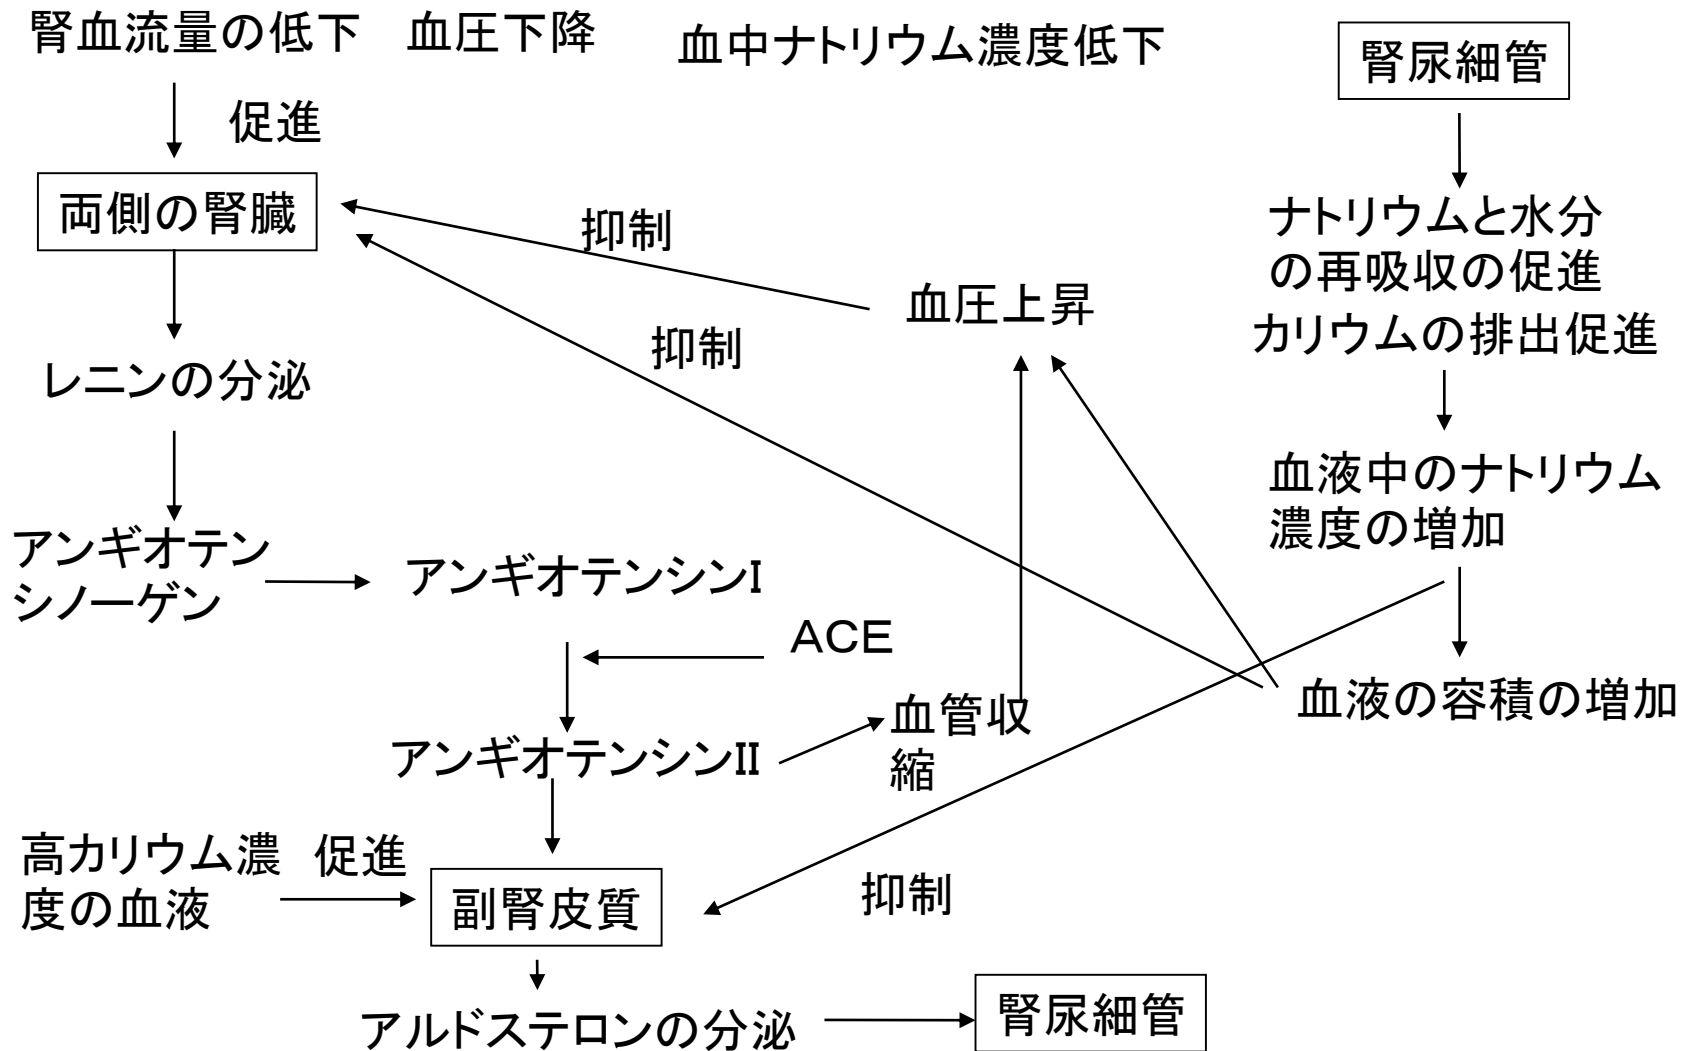 腎血流量の低下　血圧下降
血中ナトリウム濃度低下
腎尿細管
促進
両側の腎臓
抑制
ナトリウムと水分
の再吸収の促進
カリウムの排出促進
血圧上昇
抑制
レニンの分泌
血液中のナトリウム
濃度の増加
アンギオテン
シノーゲン
アンギオテンシンI
ACE
血液の容積の増加
血管収
縮
アンギオテンシンII
高カリウム濃
度の血液
促進
副腎皮質
抑制
アルドステロンの分泌
腎尿細管